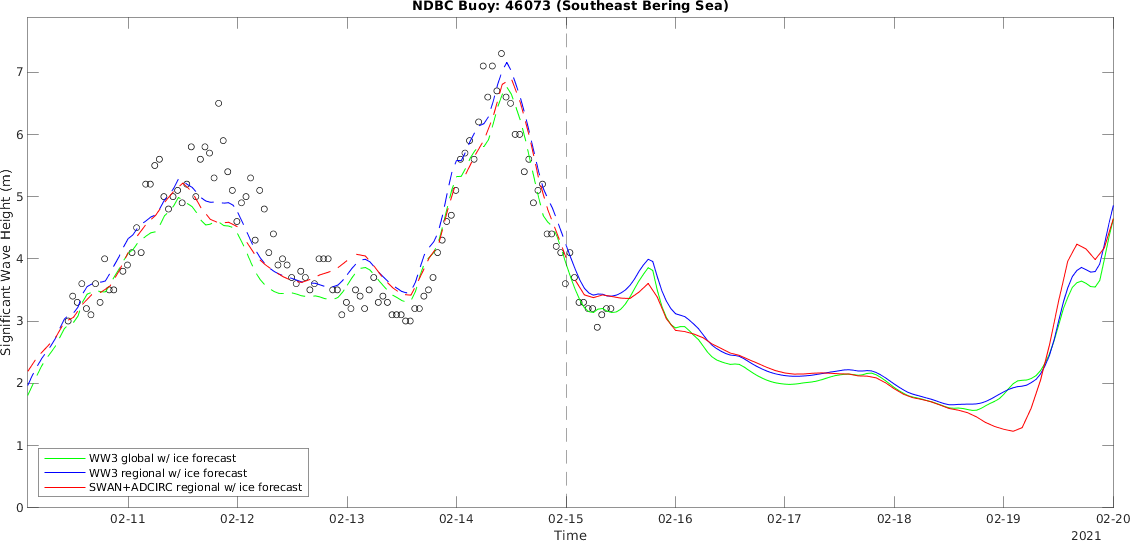 NDBC Buoy: 46073 (Southeast Bering Sea)
Significant Wave Height (m)
7
6
5
4
3
2
1
0
WW3 global w/ ice forecast
WW3 regional w/ ice forecast
SWAN+ADCIRC regional w/ ice forecast
02-11 02-12 02-13 02-14 02-15 02-16 02-17 02-18 02-19 02-20
Time
2021